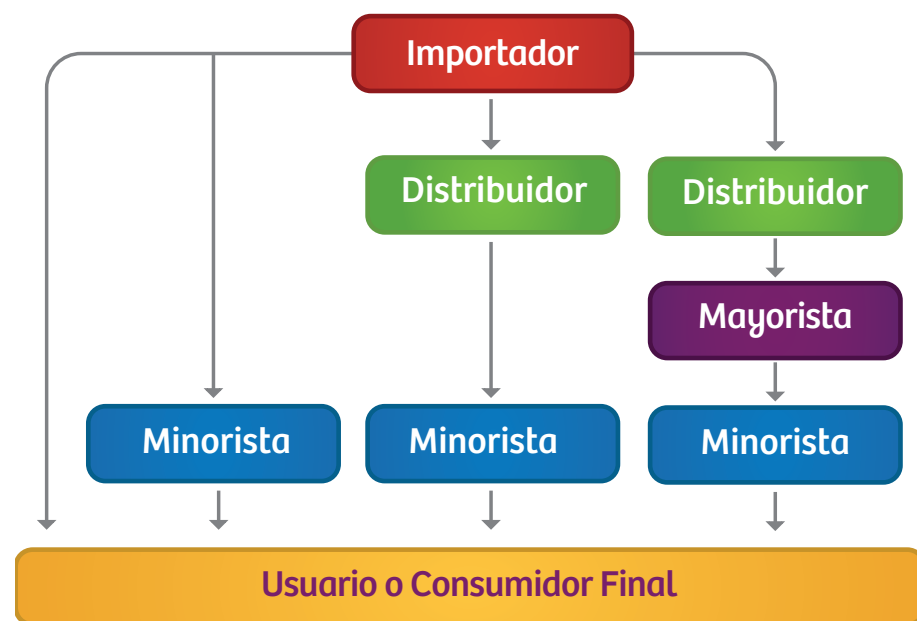 Importador
Distribuidor
Distribuidor
Mayorista
Minorista
Minorista
Minorista
Usuario o Consumidor Final